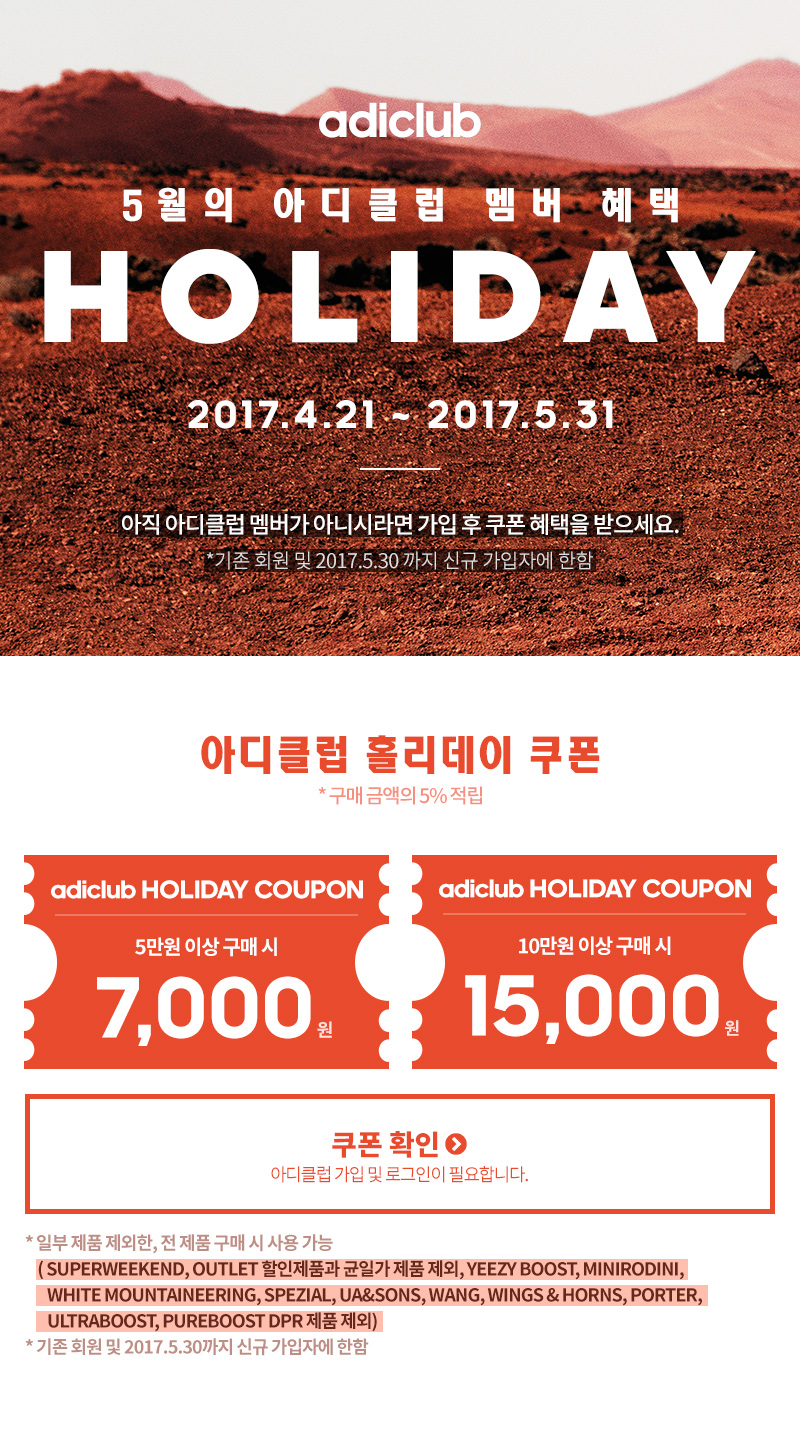 adiclub
5월의 아디클럽 멤버 혜택
HOLIDAY
2017.4.21 ~ 2017.5.31
아직 아디클럽 멤버가 아니시라면 가입 후 쿠폰 혜택을 받으세요.
*기존 회원 및 2017.5.30 까지 신규 가입자에 한함
아디클럽 홀리데이 쿠폰
* 구매 금액의 5% 적립
adiclub HOLIDAY COUPON
5만원 이상 구매 시
7,000 원
adiclub HOLIDAY COUPON
10만원 이상 구매 시
15,000 원
쿠폰 확인
아디클럽 가입 및 로그인이 필요합니다.
* 일부 제품 제외한, 전 제품 구매 시 사용 가능
( SUPERWEEKEND, OUTLET 할인제품과 균일가 제품 제외, YEEZY BOOST, MINIRODINI,
WHITE MOUNTAINEERING, SPEZIAL, UA&SONS, WANG, WINGS & HORNS, PORTER,
ULTRABOOST, PUREBOOST DPR 제품 제외)
* 기존 회원 및 2017.5.30까지 신규 가입자에 한함